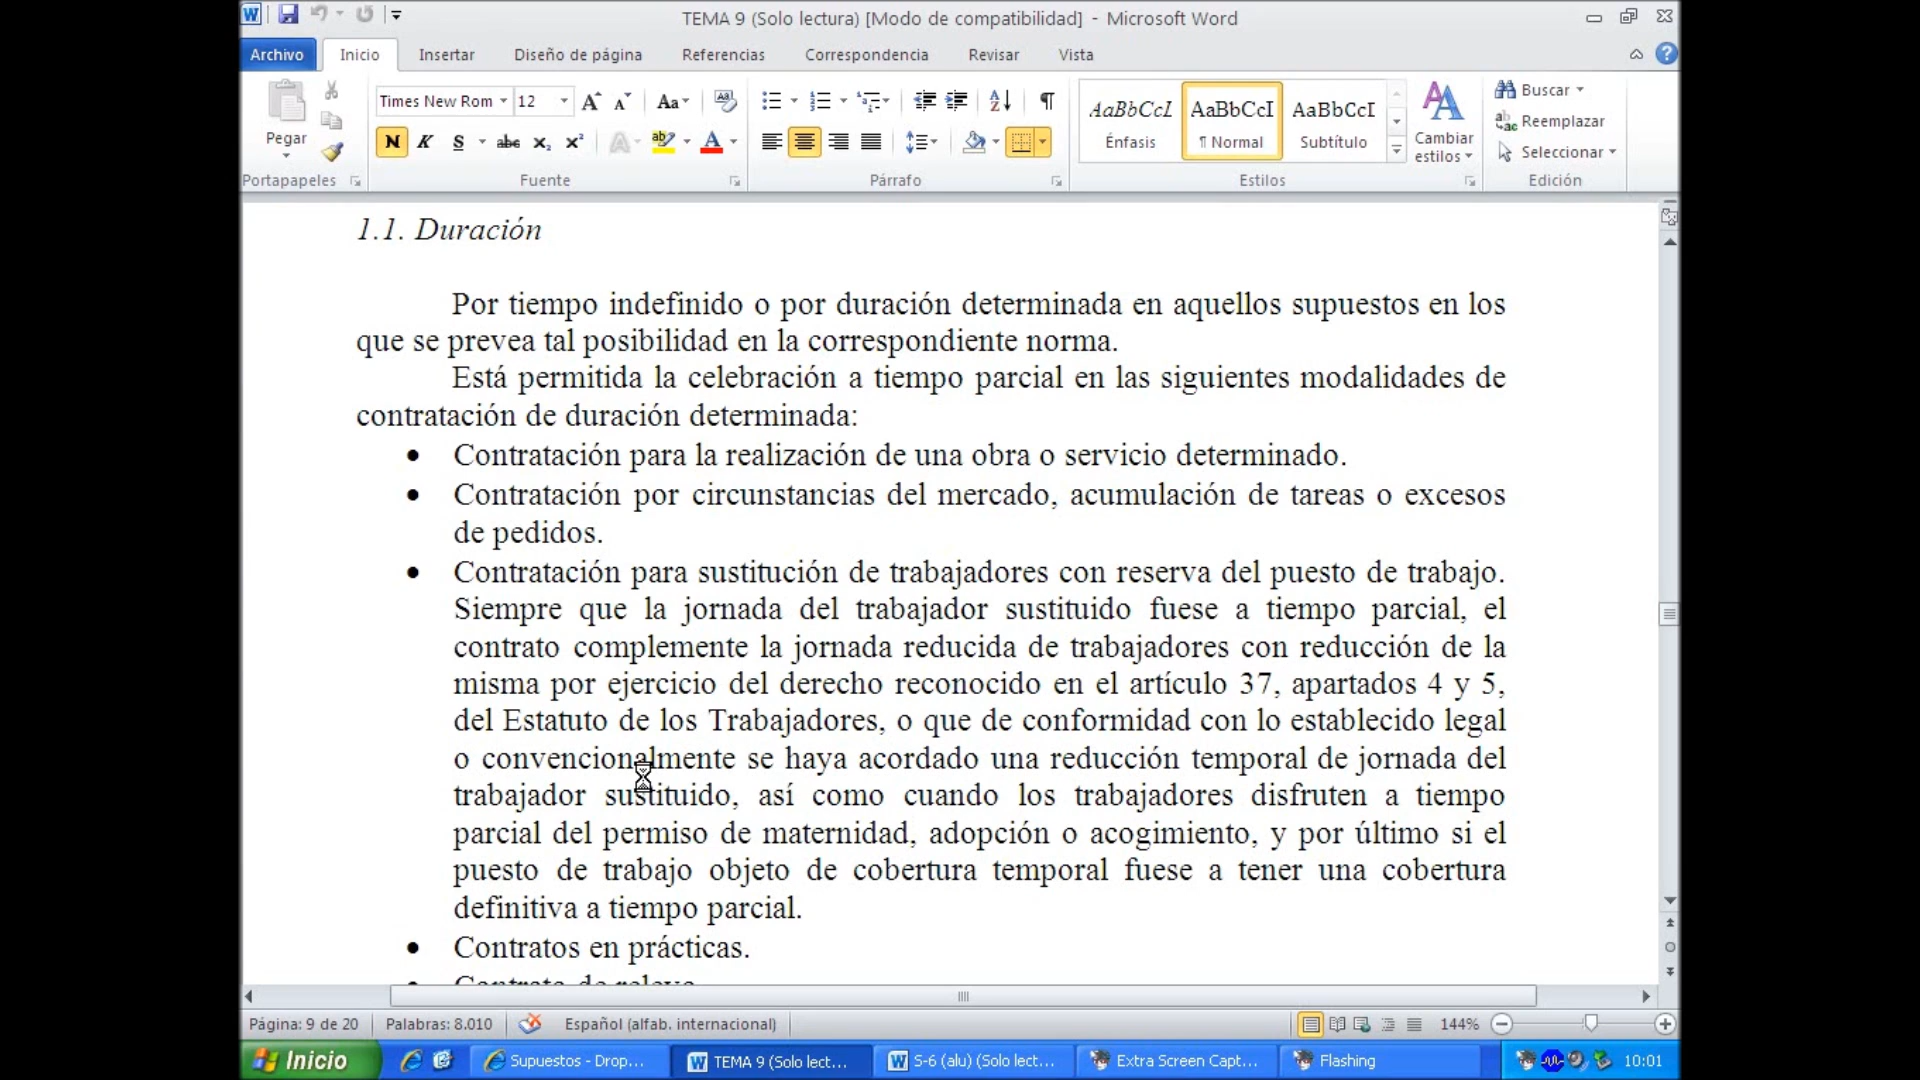 TEMA 9 (Solo lectura) [Modo de compatibilidad] - Microsoft Word
Archivo Inicio Insertar Diseño de página Referencias Correspondencia Revisar Vista
Times New Rom 12 Aa
AaBbCcI AaBbCcI AaBbCcI
Buscar
Pegar
N K S abc x₂ x² A ab A
Énfasis ¶ Normal Subtítulo
Cambiar estilos
Reemplazar
Seleccionar
Portapapeles Fuente Párrafo Estilos Edición
1.1. Duración
Por tiempo indefinido o por duración determinada en aquellos supuestos en los
que se prevea tal posibilidad en la correspondiente norma.
Está permitida la celebración a tiempo parcial en las siguientes modalidades de
contratación de duración determinada:
• Contratación para la realización de una obra o servicio determinado.
• Contratación por circunstancias del mercado, acumulación de tareas o excesos
de pedidos.
• Contratación para sustitución de trabajadores con reserva del puesto de trabajo.
Siempre que la jornada del trabajador sustituido fuese a tiempo parcial, el
contrato complemente la jornada reducida de trabajadores con reducción de la
misma por ejercicio del derecho reconocido en el artículo 37, apartados 4 y 5,
del Estatuto de los Trabajadores, o que de conformidad con lo establecido legal
o convencionalmente se haya acordado una reducción temporal de jornada del
trabajador sustituido, así como cuando los trabajadores disfruten a tiempo
parcial del permiso de maternidad, adopción o acogimiento, y por último si el
puesto de trabajo objeto de cobertura temporal fuese a tener una cobertura
definitiva a tiempo parcial.
• Contratos en prácticas.
• Contrato de relevo
Página: 9 de 20 Palabras: 8.010 Español (alfab. internacional) 144%
Inicio Supuestos - Drop... TEMA 9 (Solo lect... S-6 (alu) (Solo lect... Extra Screen Capt... Flashing 10:01